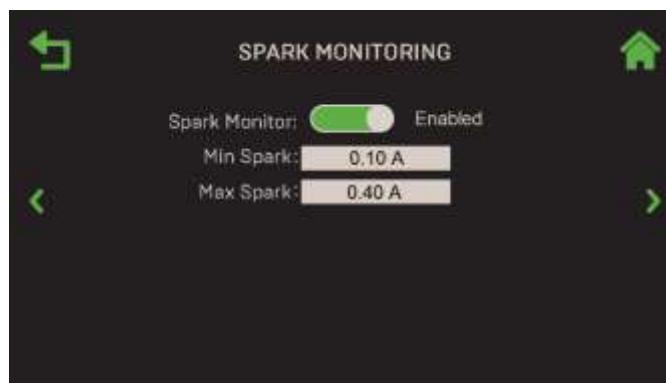 SPARK MONITORING
Spark Monitor: Enabled
Min Spark: 0.10 A
Max Spark: 0.40 A